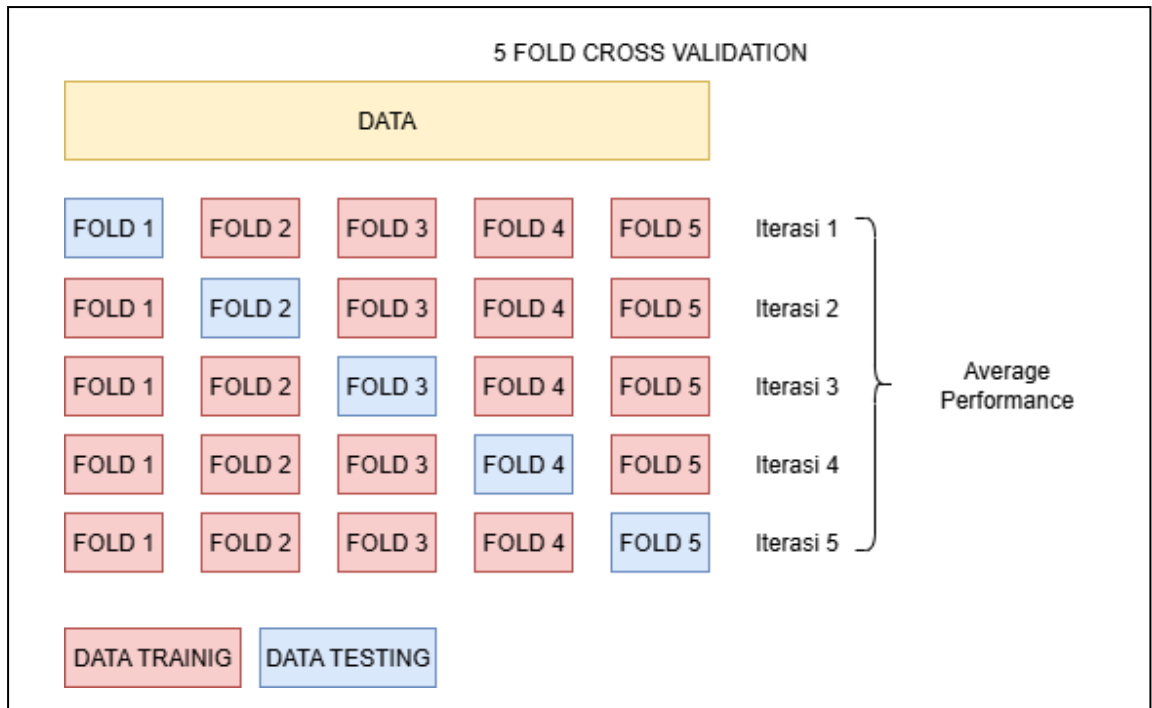 5 FOLD CROSS VALIDATION
DATA
FOLD 1 FOLD 2 FOLD 3 FOLD 4 FOLD 5 Iterasi 1
FOLD 1 FOLD 2 FOLD 3 FOLD 4 FOLD 5 Iterasi 2
FOLD 1 FOLD 2 FOLD 3 FOLD 4 FOLD 5 Iterasi 3
Average
Performance
FOLD 1 FOLD 2 FOLD 3 FOLD 4 FOLD 5 Iterasi 4
FOLD 1 FOLD 2 FOLD 3 FOLD 4 FOLD 5 Iterasi 5
DATA TRAINIG DATA TESTING